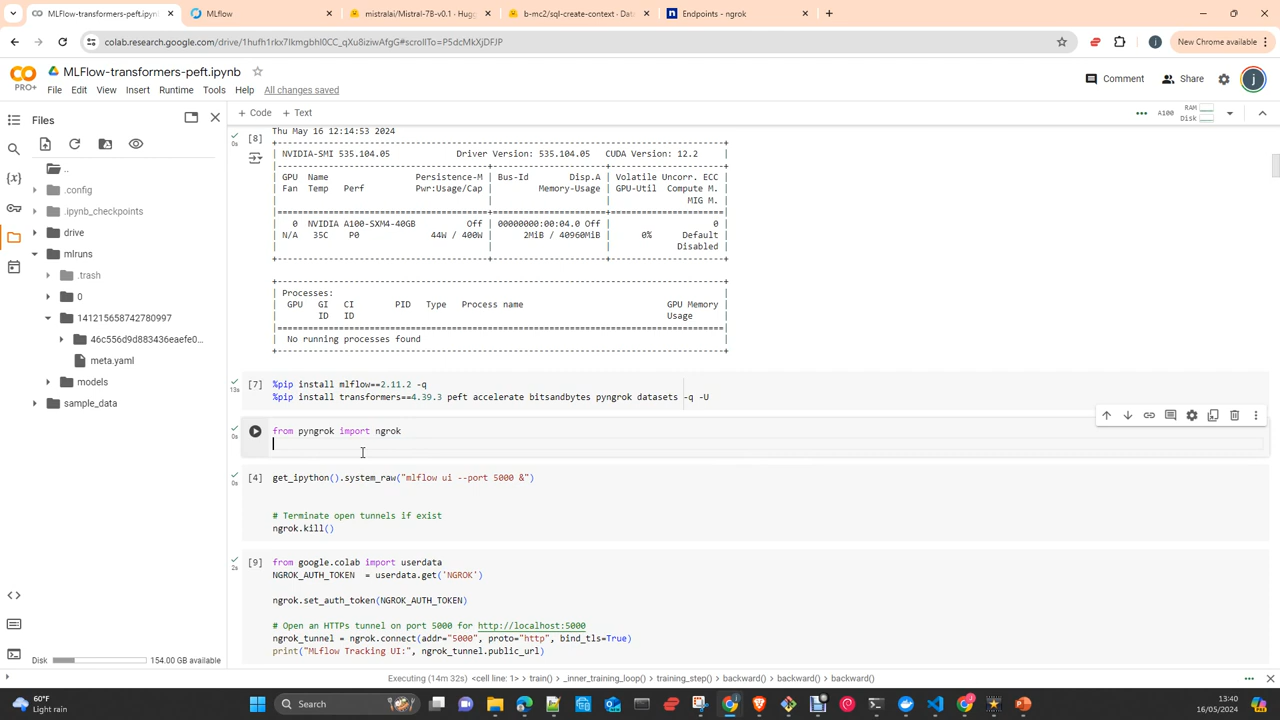 MLFlow-transformers-peft.ipynb
MLflow
mistralai/Mistral-7B-v0.1 - Hugg
b-mc2/sql-create-context - Dat
Endpoints - ngrok
colab.research.google.com/drive/1hufh1rkx7lkmgbhl0CC_qXu8iziwAfgG#scrollTo=P5dcMkXjDFJP
New Chrome available
MLFlow-transformers-peft.ipynb
PRO+
File Edit View Insert Runtime Tools Help All changes saved
Comment
Share
j
Files
+ Code + Text
A100
RAM
Disk
..
.config
.ipynb_checkpoints
drive
mlruns
.trash
0
141215658742780997
46c556d9d883436eaefe0...
meta.yaml
models
sample_data
Disk
154.00 GB available
[8]
0s
Thu May 16 12:14:53 2024
NVIDIA-SMI 535.104.05 Driver Version: 535.104.05 CUDA Version: 12.2
GPU Name Persistence-M | Bus-Id Disp.A | Volatile Uncorr. ECC
Fan Temp Perf Pwr:Usage/Cap | Memory-Usage | GPU-Util Compute M.
MIG M.
0 NVIDIA A100-SXM4-40GB Off | 00000000:00:04.0 Off | 0
N/A 35C P0 44W / 400W | 2MiB / 40960MiB | 0% Default
Disabled
Processes:
GPU GI CI PID Type Process name GPU Memory
ID ID Usage
No running processes found
[7]
13s
%pip install mlflow==2.11.2 -q
%pip install transformers==4.39.3 peft accelerate bitsandbytes pyngrok datasets -q -U
0s
from pyngrok import ngrok
[4]
0s
get_ipython().system_raw("mlflow ui --port 5000 &")
# Terminate open tunnels if exist
ngrok.kill()
[9]
2s
from google.colab import userdata
NGROK_AUTH_TOKEN = userdata.get('NGROK')
ngrok.set_auth_token(NGROK_AUTH_TOKEN)
# Open an HTTPs tunnel on port 5000 for http://localhost:5000
ngrok_tunnel = ngrok.connect(addr="5000", proto="http", bind_tls=True)
print("MLflow Tracking UI:", ngrok_tunnel.public_url)
Executing (14m 32s) <cell line: 1> > train() > _inner_training_loop() > training_step() > backward() > backward() > backward()
60°F
Light rain
Search
13:40
16/05/2024